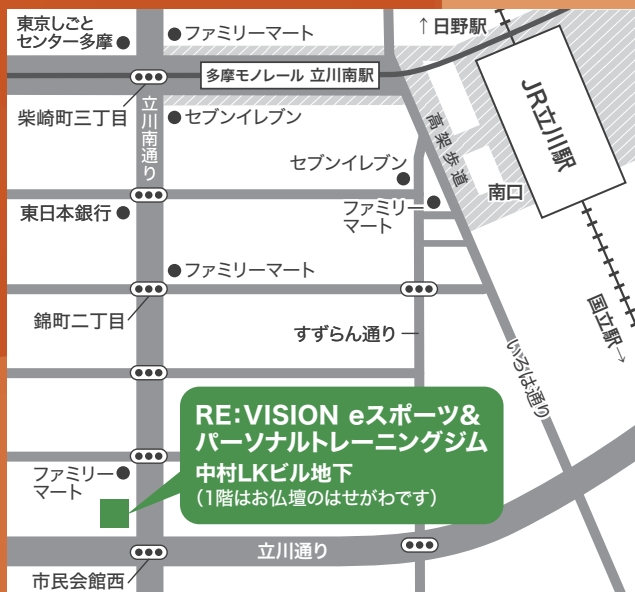 東京しごと
センター多摩
ファミリーマート
↑日野駅
多摩モノレール 立川南駅
JR立川駅
柴崎町三丁目
立川南通り
セブンイレブン
高架歩道
セブンイレブン
南口
東日本銀行
ファミリー
マート
ファミリーマート
錦町二丁目
すずらん通り
国立駅→
いろは通り
RE:VISION eスポーツ&
パーソナルトレーニングジム
中村LKビル地下
(1階はお仏壇のはせがわです)
ファミリー
マート
立川通り
市民会館西